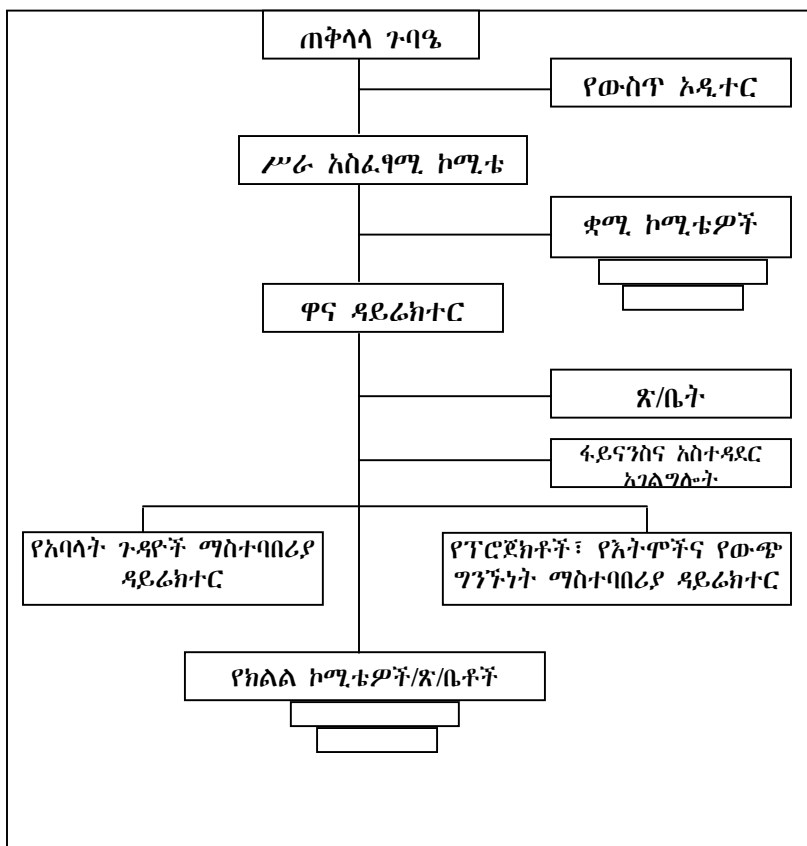 ጠቅላላ ጉባዔ
የውስጥ ኦዲተር
ሥራ አስፈፃሚ ኮሚቴ
ቋሚ ኮሚቴዎች
ዋና ዳይሬክተር
ጽ/ቤት
ፋይናንስና አስተዳደር
አገልግሎት
የአባላት ጉዳዮች ማስተባበሪያ
ዳይሬክተር
የፕሮጀክቶች፣ የእትሞችና የውጭ
ግንኙነት ማስተባበሪያ ዳይሬክተር
የክልል ኮሚቴዎች/ጽ/ቤቶች